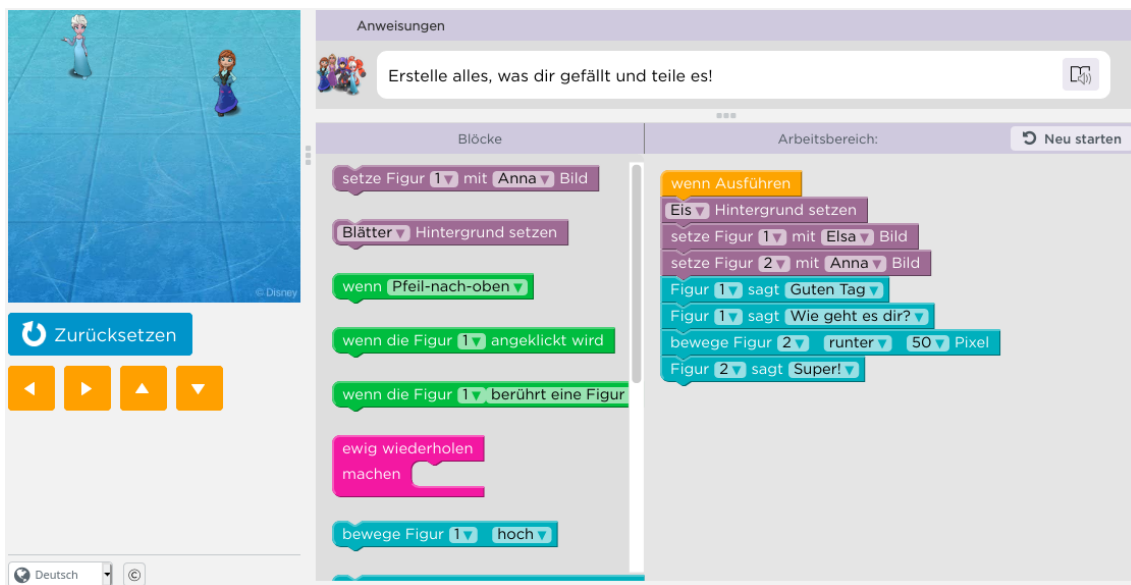 Anweisungen
Erstelle alles, was dir gefällt und teile es!
© Disney
Zurücksetzen
Deutsch
©
Blöcke
setze Figur 1 mit Anna Bild
Blätter Hintergrund setzen
wenn Pfeil-nach-oben
wenn die Figur 1 angeklickt wird
wenn die Figur 1 berührt eine Figur
ewig wiederholen
machen
bewege Figur 1 hoch
Arbeitsbereich:
Neu starten
wenn Ausführen
Eis Hintergrund setzen
setze Figur 1 mit Elsa Bild
setze Figur 2 mit Anna Bild
Figur 1 sagt Guten Tag
Figur 1 sagt Wie geht es dir?
bewege Figur 2 runter 50 Pixel
Figur 2 sagt Super!